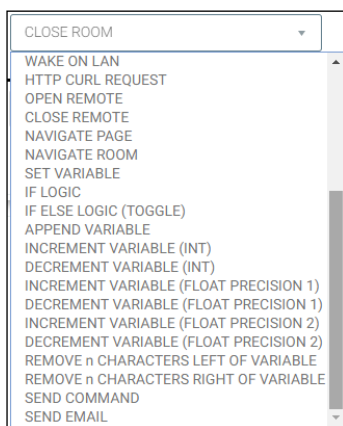 CLOSE ROOM
WAKE ON LAN
HTTP CURL REQUEST
OPEN REMOTE
CLOSE REMOTE
NAVIGATE PAGE
NAVIGATE ROOM
SET VARIABLE
IF LOGIC
IF ELSE LOGIC (TOGGLE)
APPEND VARIABLE
INCREMENT VARIABLE (INT)
DECREMENT VARIABLE (INT)
INCREMENT VARIABLE (FLOAT PRECISION 1)
DECREMENT VARIABLE (FLOAT PRECISION 1)
INCREMENT VARIABLE (FLOAT PRECISION 2)
DECREMENT VARIABLE (FLOAT PRECISION 2)
REMOVE n CHARACTERS LEFT OF VARIABLE
REMOVE n CHARACTERS RIGHT OF VARIABLE
SEND COMMAND
SEND EMAIL